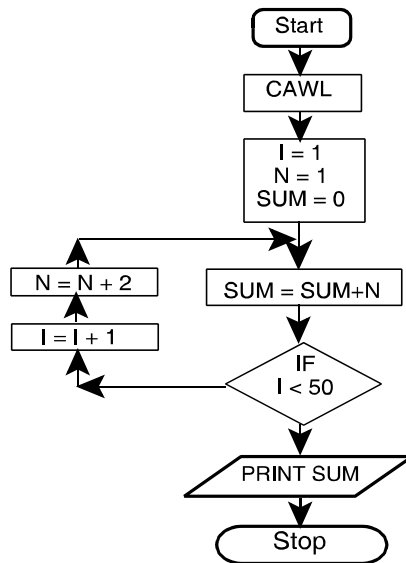 Start
CAWL
I = 1
N = 1
SUM = 0
SUM = SUM+N
IF
I < 50
I = I + 1
N = N + 2
PRINT SUM
Stop